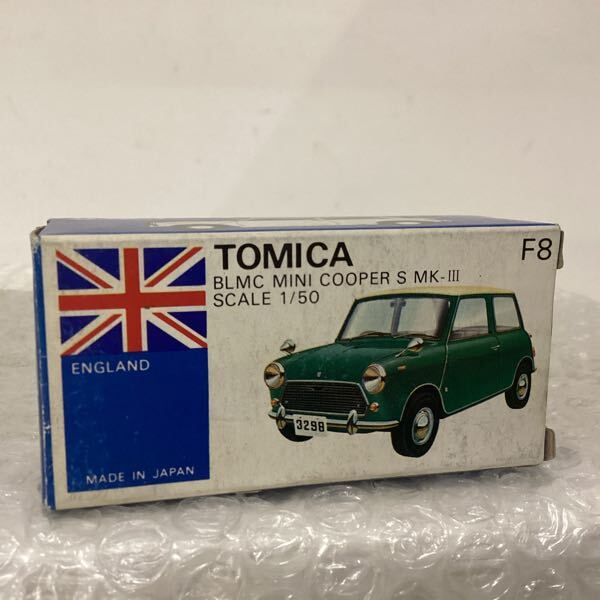 TOMICA
F8
BLMC MINI COOPER S MK-III
SCALE 1/50
ENGLAND
3298
MADE IN JAPAN